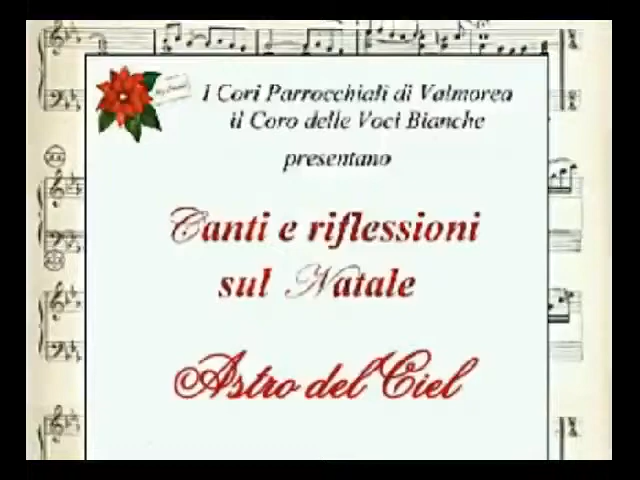 I Cori Parrocchiali di Valmorea
il Coro delle Voci Bianche
presentano
Canti e riflessioni
sul Natale
Astro del Ciel